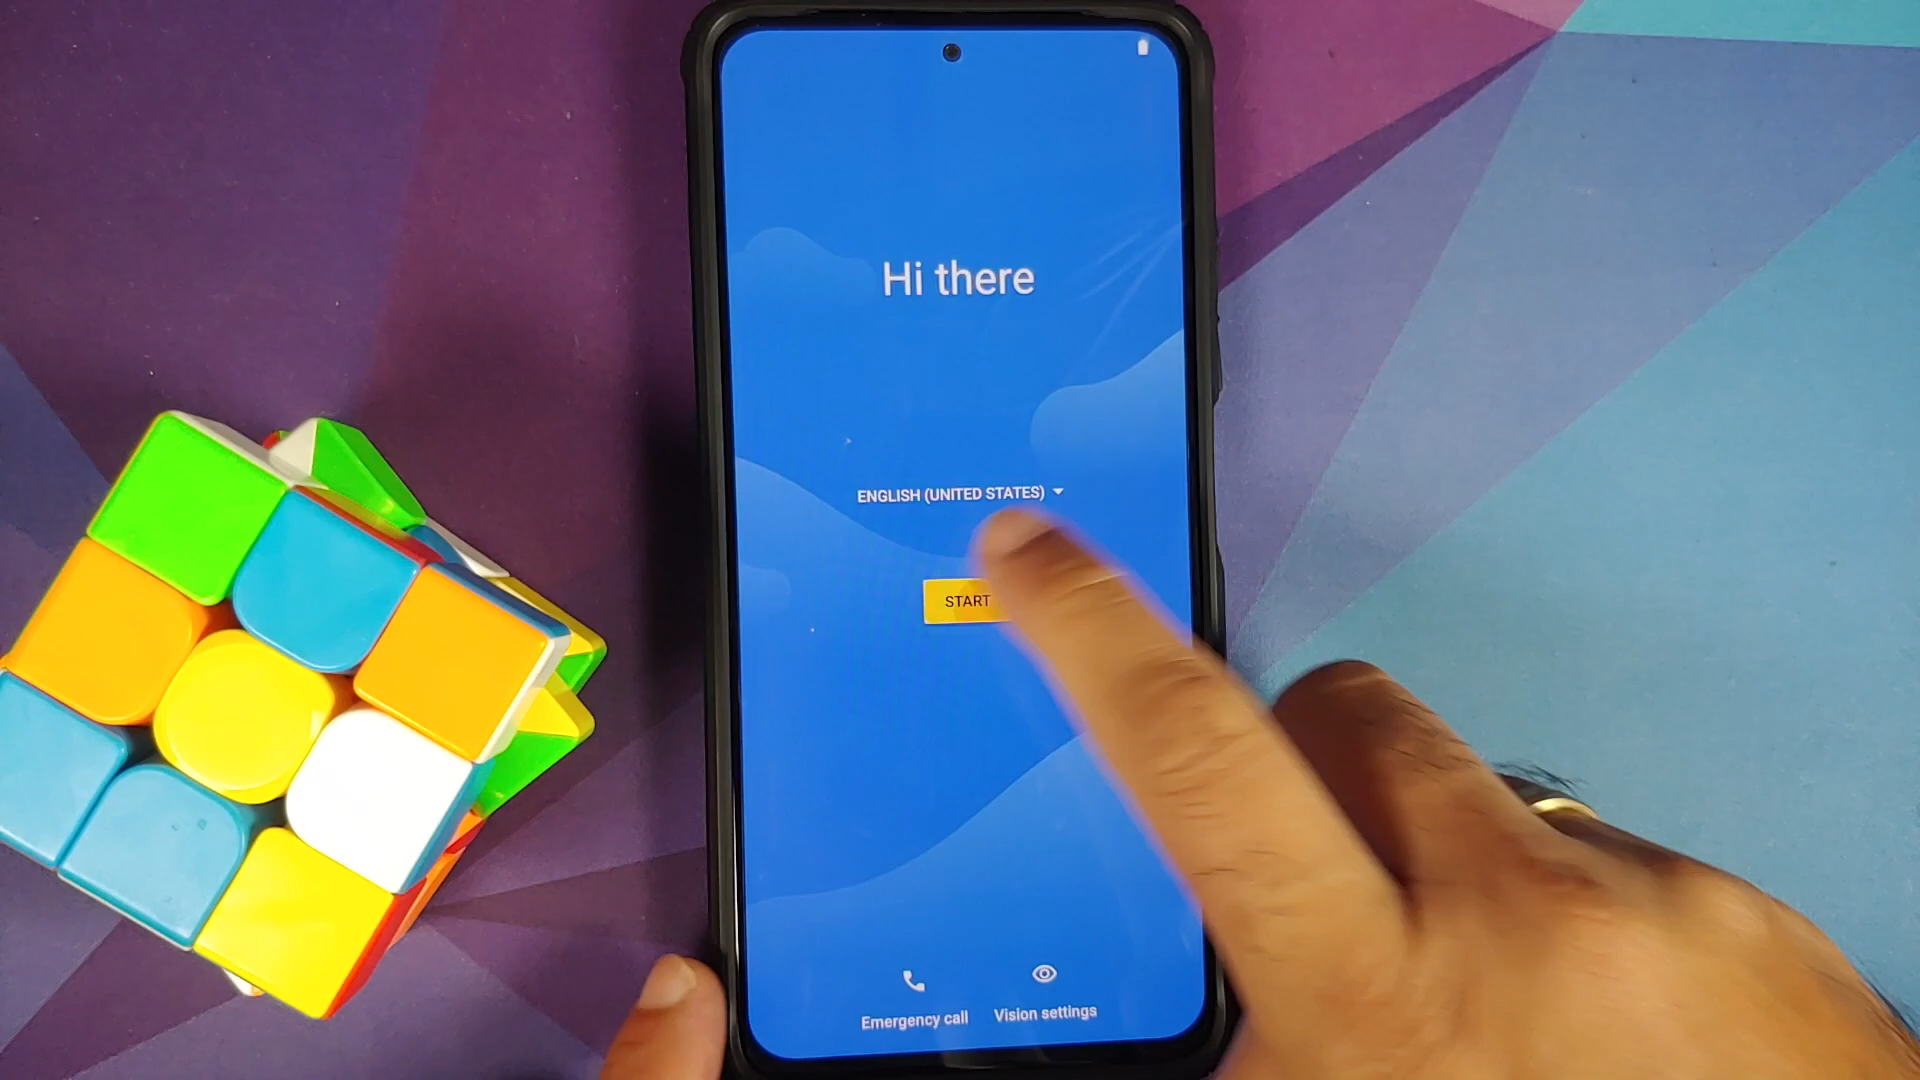 Hi there
ENGLISH (UNITED STATES)
START
Emergency call
Vision settings